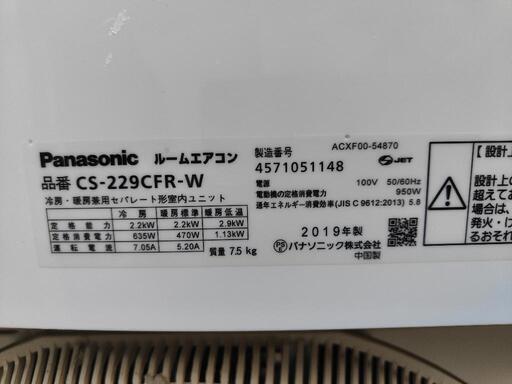 Panasonic ルームエアコン
品番 CS-229CFR-W
冷房・暖房兼用セパレート形室内ユニット
冷房 暖房標準 暖房低温
定格能力 2.2kW 2.2kW 2.9kW
定格消費電力 635W 470W 1.13kW
運転電流 7.05A 5.20A
質量 7.5 kg
ACXF00-54870
製造番号
4571051148
JET
電源 100V 50/60Hz
電動機の定格消費電力 950W
通年エネルギー消費効率(JIS C 9612:2013) 5.8
2019年製
PS E パナソニック株式会社
中国製
【設計上
設計上の
超えて
場合は、
発火・け